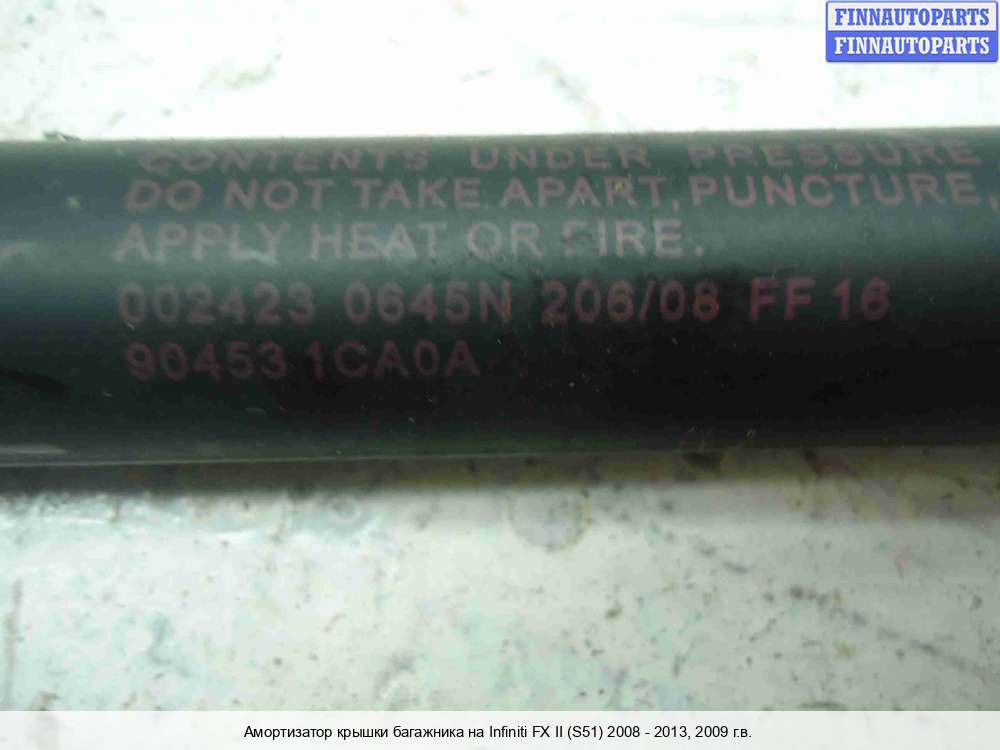 FINNAUTOPARTS
FINNAUTOPARTS
CONTENTS UNDER PRESSURE
DO NOT TAKE APART, PUNCTURE,
APPLY HEAT OR FIRE.
002423 0645N 206/08 FF 16
90453 1CA0A
Амортизатор крышки багажника на Infiniti FX II (S51) 2008 - 2013, 2009 г.в.